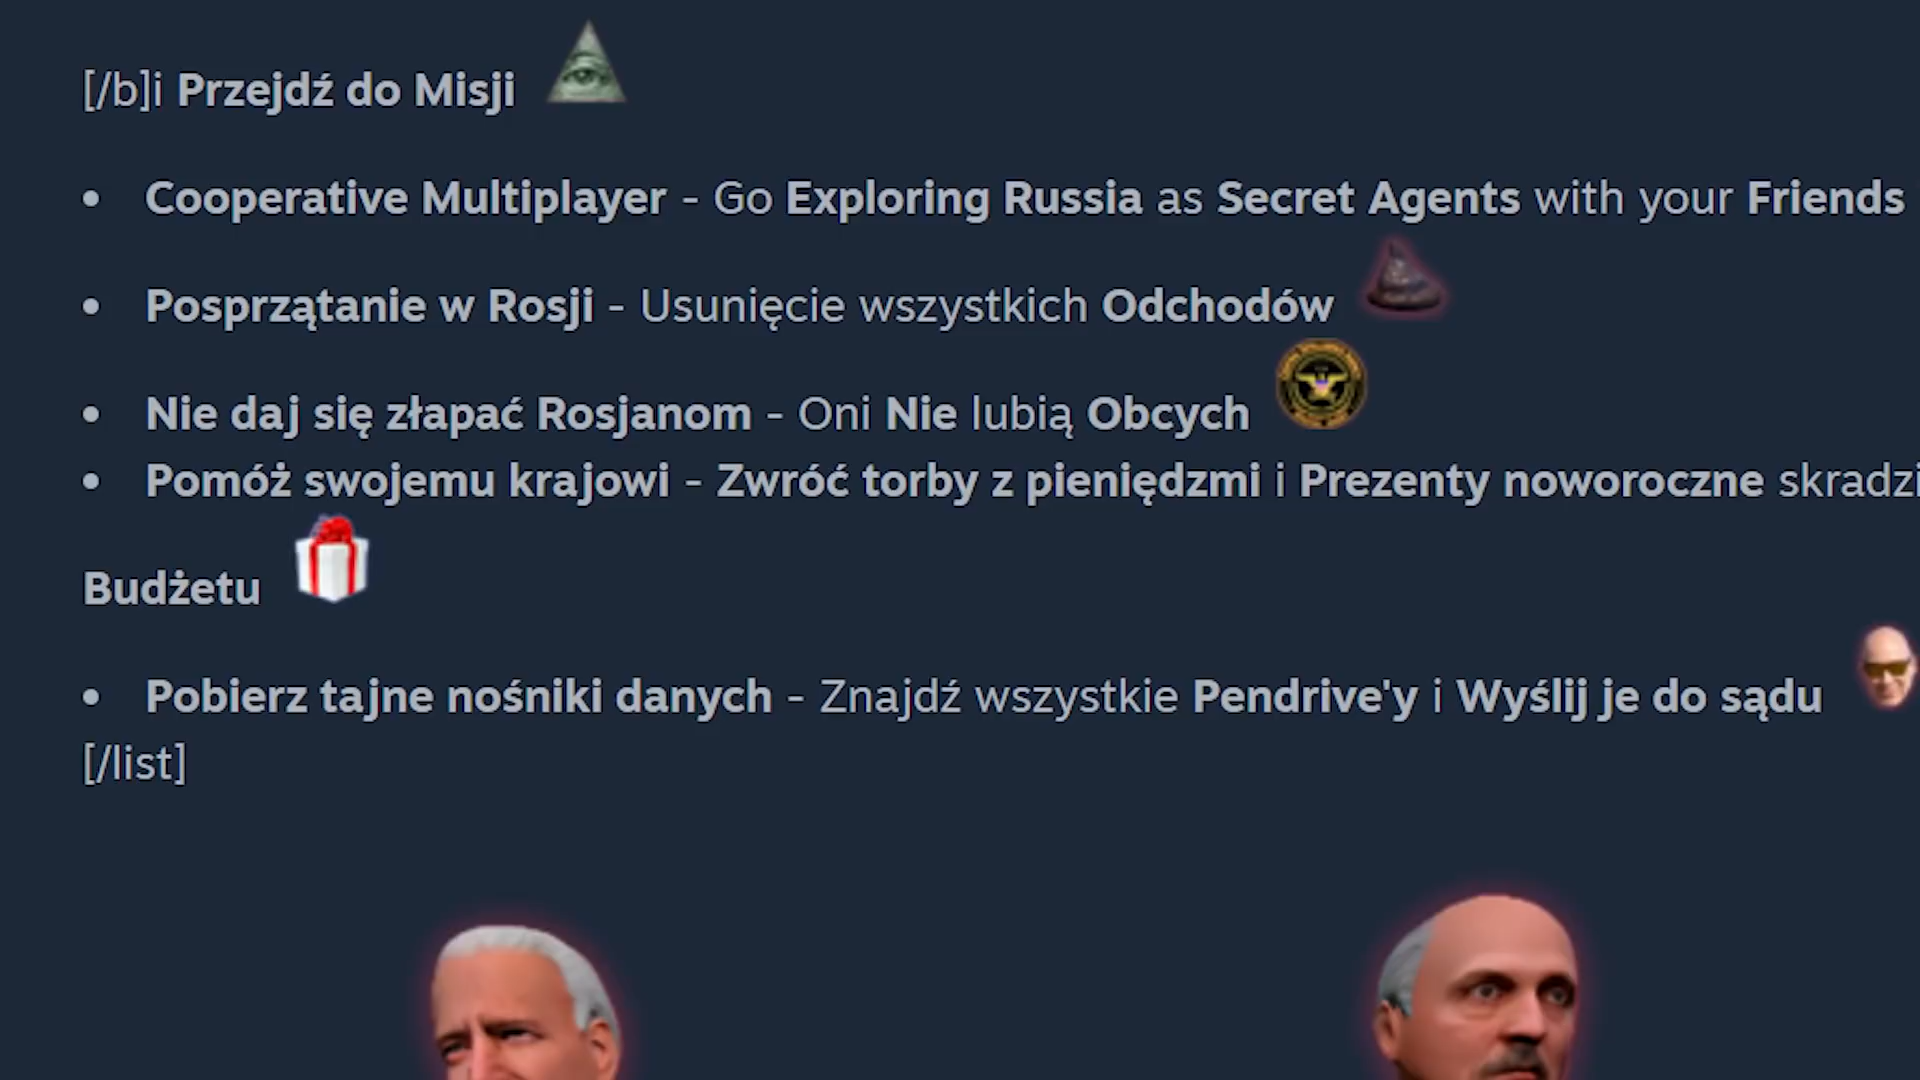 [/b]i Przejdź do Misji
• Cooperative Multiplayer - Go Exploring Russia as Secret Agents with your Friends
• Posprzątanie w Rosji - Usunięcie wszystkich Odchodów
• Nie daj się złapać Rosjanom - Oni Nie lubią Obcych
• Pomóż swojemu krajowi - Zwróć torby z pieniędzmi i Prezenty noworoczne skradzi
Budżetu
• Pobierz tajne nośniki danych - Znajdź wszystkie Pendrive'y i Wyślij je do sądu
[/list]